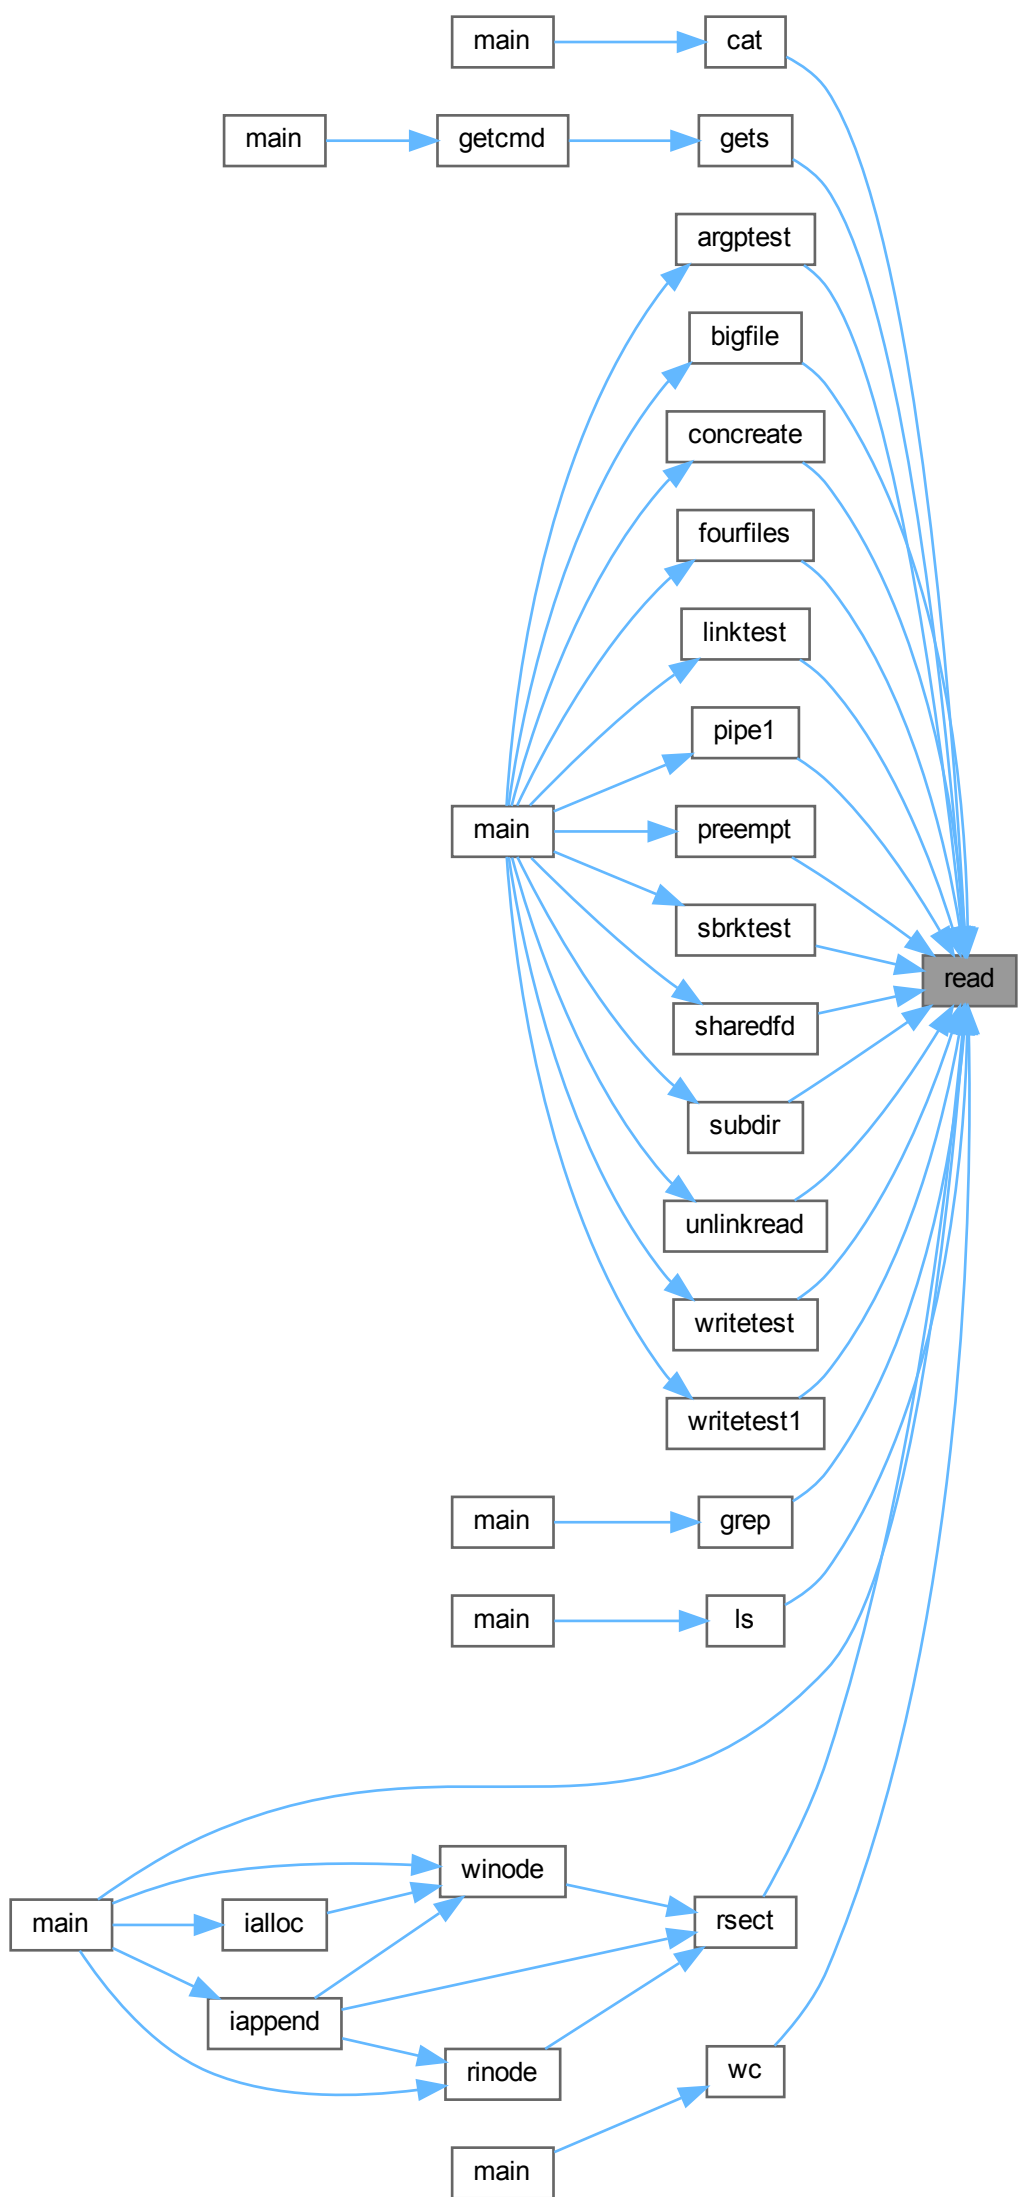 main
cat
main
getcmd
gets
argptest
bigfile
concreate
fourfiles
linktest
pipe1
main
preempt
sbrktest
read
sharedfd
subdir
unlinkread
writetest
writetest1
main
grep
main
ls
winode
main
ialloc
rsect
iappend
rinode
wc
main